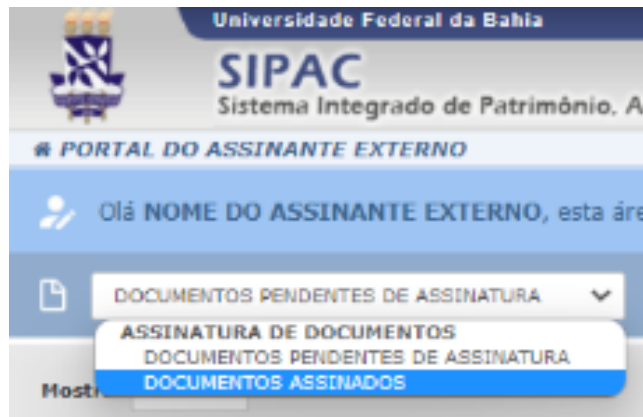 Universidade Federal da Bahia
SIPAC
Sistema Integrado de Patrimônio, A
PORTAL DO ASSINANTE EXTERNO
Olá NOME DO ASSINANTE EXTERNO, esta áre
DOCUMENTOS PENDENTES DE ASSINATURA
ASSINATURA DE DOCUMENTOS
DOCUMENTOS PENDENTES DE ASSINATURA
DOCUMENTOS ASSINADOS
Mostr